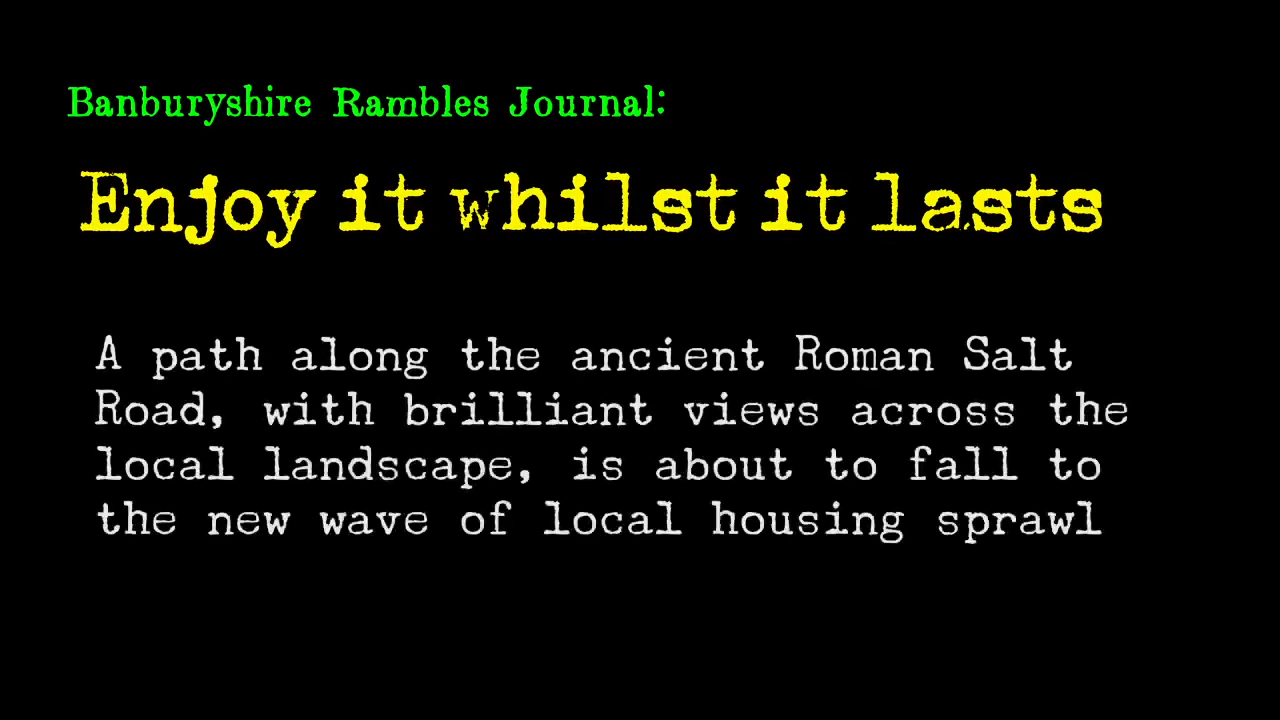 Banburyshire Rambles Journal:
Enjoy it whilst it lasts
A path along the ancient Roman Salt
Road, with brilliant views across the
local landscape, is about to fall to
the new wave of local housing sprawl